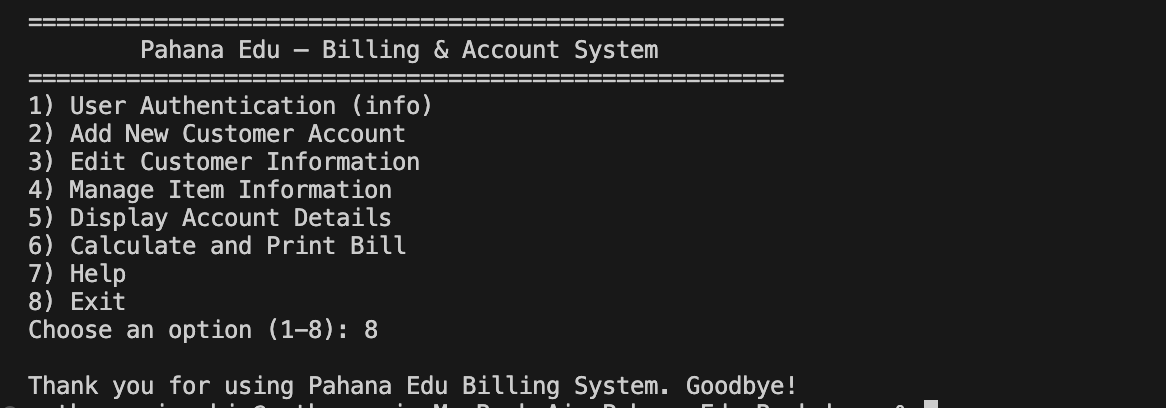 ======================================================
Pahana Edu – Billing & Account System
======================================================
1) User Authentication (info)
2) Add New Customer Account
3) Edit Customer Information
4) Manage Item Information
5) Display Account Details
6) Calculate and Print Bill
7) Help
8) Exit
Choose an option (1–8): 8
Thank you for using Pahana Edu Billing System. Goodbye!